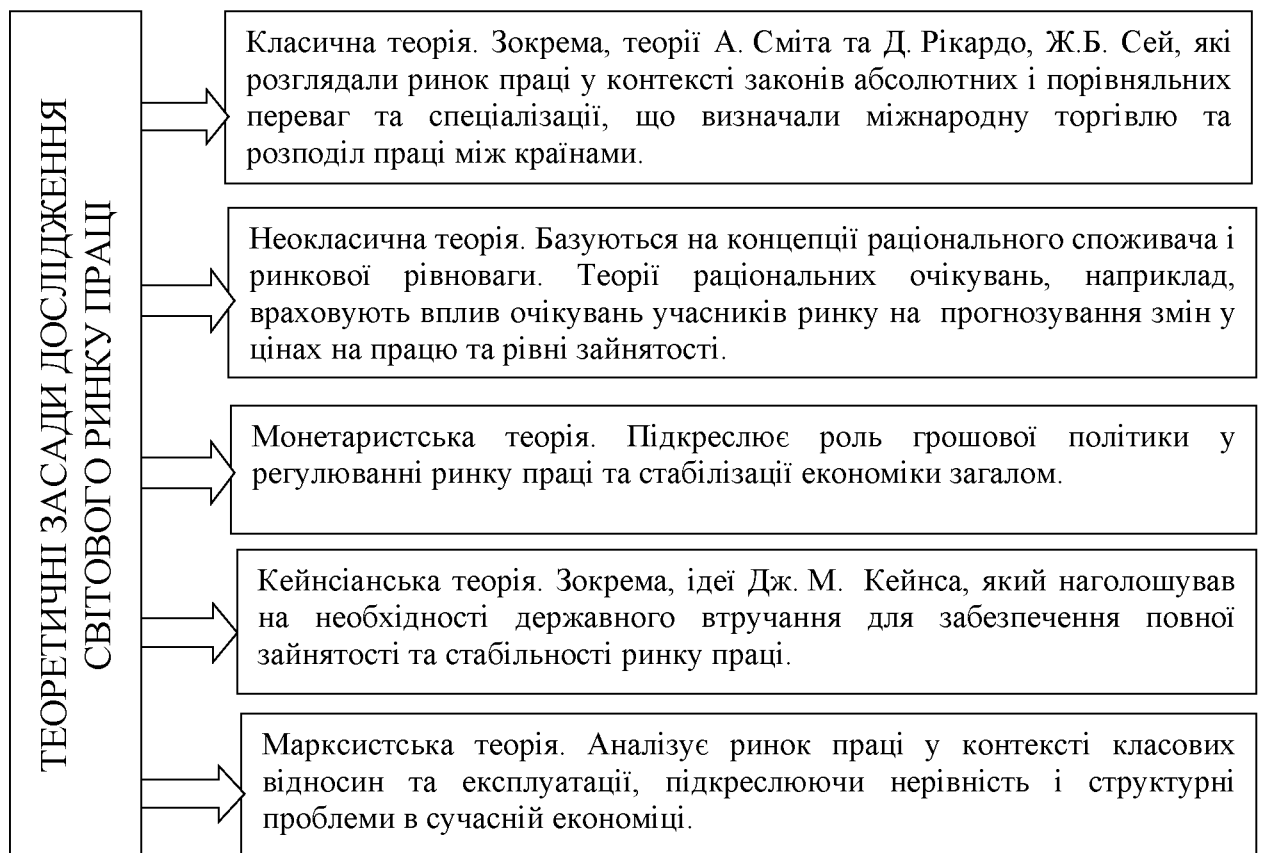 ТЕОРЕТИЧНІ ЗАСАДИ ДОСЛІДЖЕННЯ
СВІТОВОГО РИНКУ ПРАЦІ
Класична теорія. Зокрема, теорії А. Сміта та Д. Рікардо, Ж.Б. Сей, які
розглядали ринок праці у контексті законів абсолютних і порівняльних
переваг та спеціалізації, що визначали міжнародну торгівлю та
розподіл праці між країнами.
Неокласична теорія. Базуються на концепції раціонального споживача і
ринкової рівноваги. Теорії раціональних очікувань, наприклад,
враховують вплив очікувань учасників ринку на прогнозування змін у
цінах на працю та рівні зайнятості.
Монетаристська теорія. Підкреслює роль грошової політики у
регулюванні ринку праці та стабілізації економіки загалом.
Кейнсіанська теорія. Зокрема, ідеї Дж. М. Кейнса, який наголошував
на необхідності державного втручання для забезпечення повної
зайнятості та стабільності ринку праці.
Марксистська теорія. Аналізує ринок праці у контексті класових
відносин та експлуатації, підкреслюючи нерівність і структурні
проблеми в сучасній економіці.